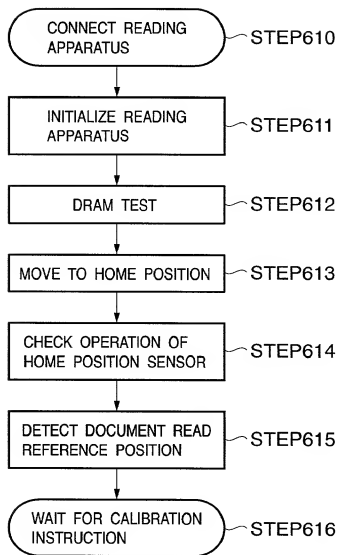 CONNECT READING
APPARATUS
STEP610
INITIALIZE READING
APPARATUS
STEP611
DRAM TEST
STEP612
MOVE TO HOME POSITION
STEP613
CHECK OPERATION OF
HOME POSITION SENSOR
STEP614
DETECT DOCUMENT READ
REFERENCE POSITION
STEP615
WAIT FOR CALIBRATION
INSTRUCTION
STEP616